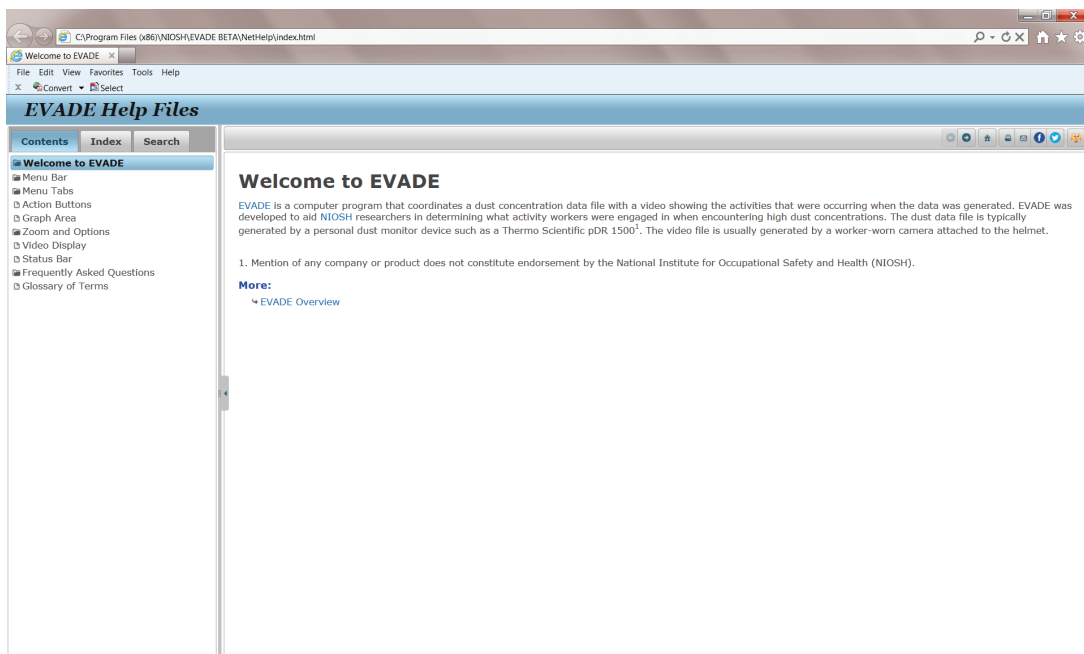 C:\Program Files (x86)\NIOSH\EVADE BETA\NetHelp\index.html
Welcome to EVADE
File Edit View Favorites Tools Help
x Convert Select
EVADE Help Files
Contents Index Search
Welcome to EVADE
Menu Bar
Menu Tabs
Action Buttons
Graph Area
Zoom and Options
Video Display
Status Bar
Frequently Asked Questions
Glossary of Terms
Welcome to EVADE
EVADE is a computer program that coordinates a dust concentration data file with a video showing the activities that were occurring when the data was generated. EVADE was
developed to aid NIOSH researchers in determining what activity workers were engaged in when encountering high dust concentrations. The dust data file is typically
generated by a personal dust monitor device such as a Thermo Scientific pDR 1500¹. The video file is usually generated by a worker-worn camera attached to the helmet.
1. Mention of any company or product does not constitute endorsement by the National Institute for Occupational Safety and Health (NIOSH).
More:
EVADE Overview